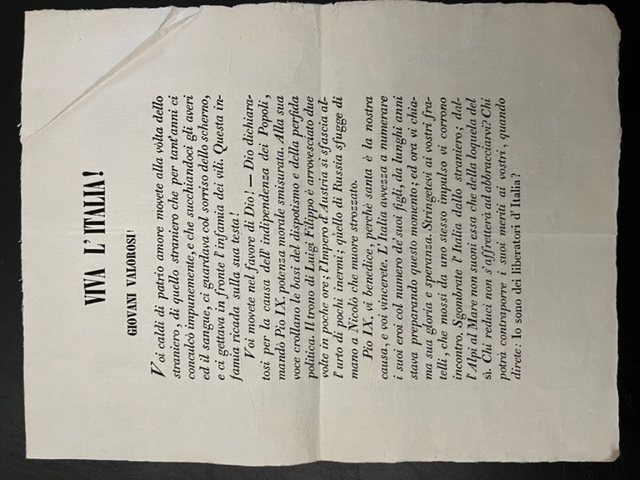 VIVA L'ITALIA!
GIOVANI VALOROSI!
Voi caldi di patrio amore movete alla vôlta dello
straniero, di quello straniero che per tant'anni ci
conculcò impunemente, e che succhiandoci gli averi
ed il sangue, ci guardava col sorriso dello scherno,
e ci gettava in fronte l'infamia dei vili. Questa in-
famia ricada sulla sua testa!
Voi movete nel favore di Dio! — Dio dichiara-
tosi per la causa dell'indipendenza dei Popoli,
mandò Pio IX. potenza morale smisurata. Alla sua
voce crollano le basi del dispotismo e della perfida
politica. Il trono di Luigi Filippo è arrovesciato due
volte in poche ore; l'Impero d'Austria si sfascia al-
l'urto di pochi inermi; quello di Russia sfugge di
mano a Nicolò che muore strozzato.
Pio IX. vi benedice, perchè santa è la nostra
causa, e voi vincerete. L'Italia avvezza a numerare
i suoi eroi col numero de' suoi figli, da lunghi anni
stava preparando questo momento; ed ora vi chia-
ma sua gloria e speranza. Stringetevi ai vostri fra-
telli, che mossi da uno stesso impulso vi corrono
incontro, Sgombrate l'Italia dallo straniero; dal-
l'Alpi al Mare non suoni essa che della loquela del
sì. Chi reduci non s'affretterà ad abbracciarvi? Chi
potrà contrapporre i suoi meriti ai vostri, quando
direte: Io sono dei liberatori d'Italia?